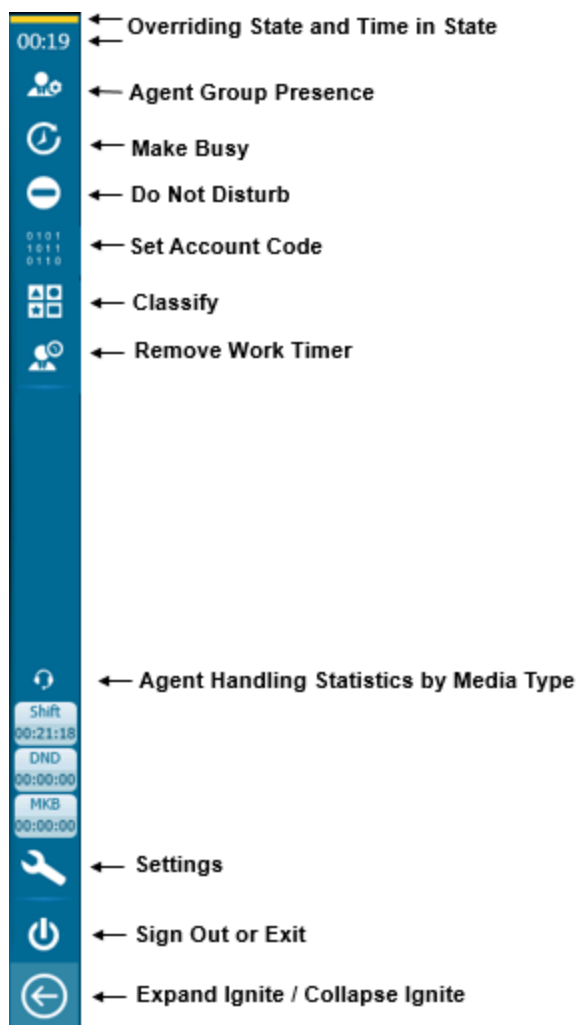 Overriding State and Time in State
00:19
Agent Group Presence
Make Busy
Do Not Disturb
0101
1011
0110
Set Account Code
Classify
Remove Work Timer
Agent Handling Statistics by Media Type
Shift
00:21:18
DND
00:00:00
MKB
00:00:00
Settings
Sign Out or Exit
Expand Ignite / Collapse Ignite